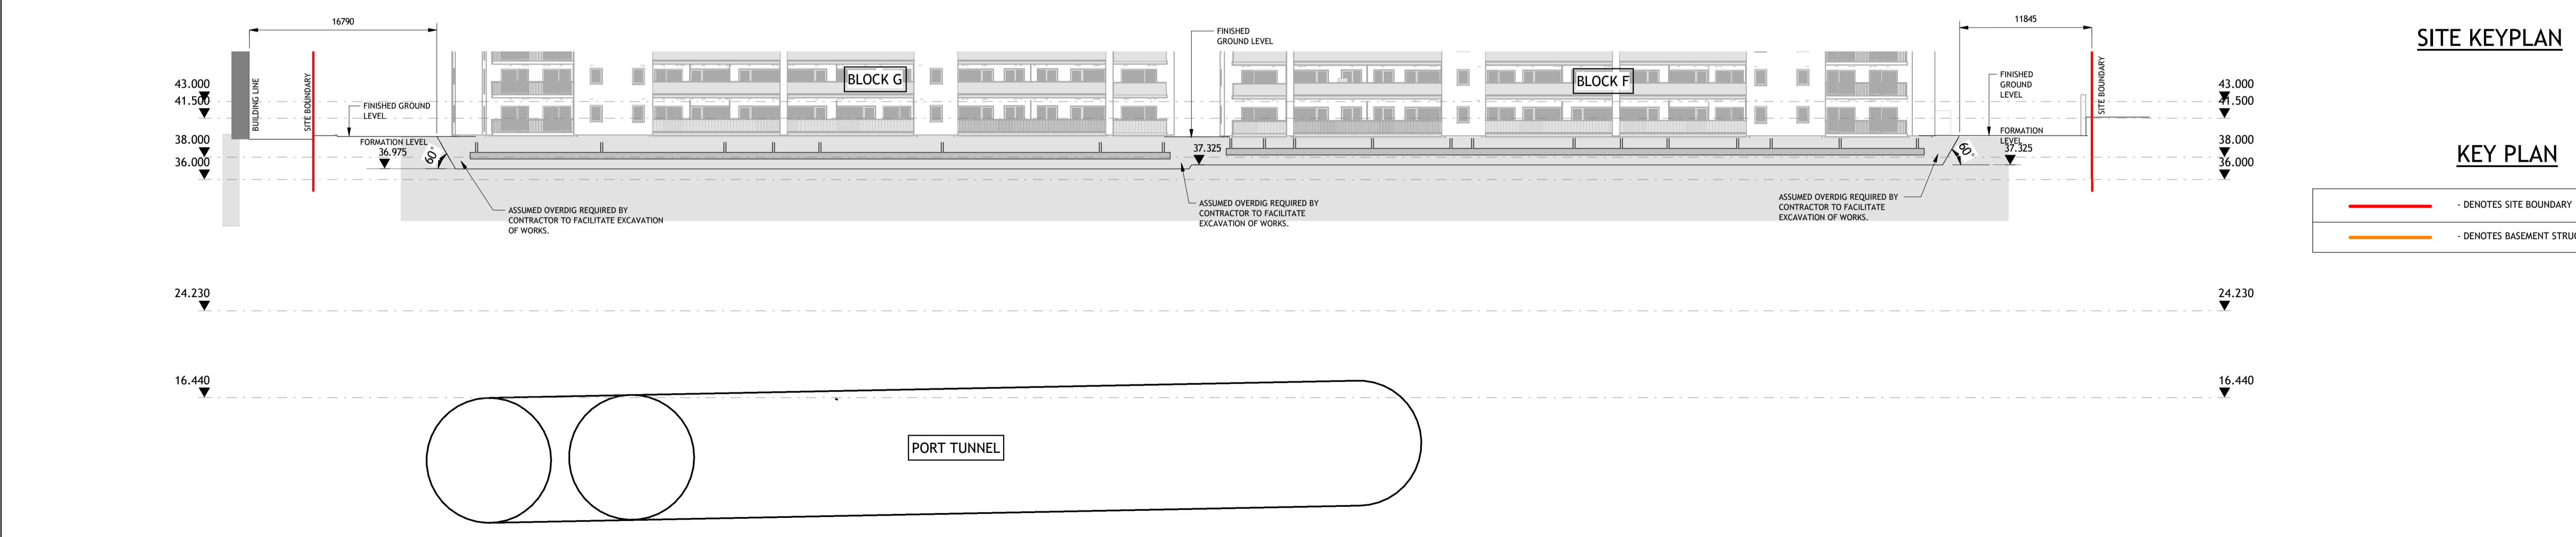 16790
11845
SITE KEYPLAN
FINISHED
GROUND LEVEL
BLOCK G
BLOCK F
BUILDING LINE
SITE BOUNDARY
SITE BOUNDARY
43.000
41.500
38.000
36.000
FINISHED GROUND
LEVEL
FORMATION LEVEL
36.975
60°
37.325
FINISHED
GROUND
LEVEL
FORMATION
LEVEL
37.325
60°
43.000
41.500
38.000
36.000
KEY PLAN
- DENOTES SITE BOUNDARY
- DENOTES BASEMENT STRUC
ASSUMED OVERDIG REQUIRED BY
CONTRACTOR TO FACILITATE EXCAVATION
OF WORKS.
ASSUMED OVERDIG REQUIRED BY
CONTRACTOR TO FACILITATE
EXCAVATION OF WORKS.
ASSUMED OVERDIG REQUIRED BY
CONTRACTOR TO FACILITATE
EXCAVATION OF WORKS.
24.230
24.230
16.440
16.440
PORT TUNNEL